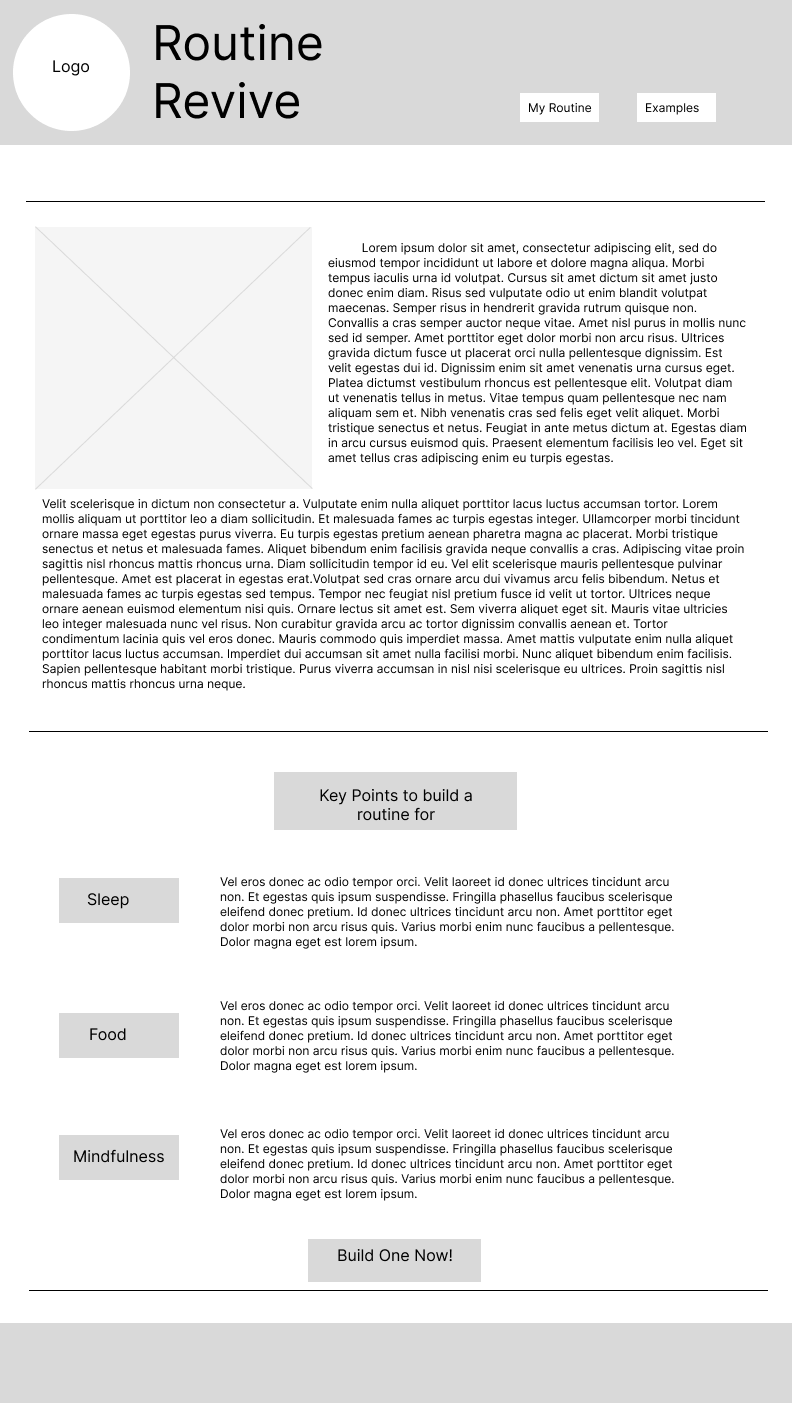 Logo
Routine
Revive
My Routine
Examples
Lorem ipsum dolor sit amet, consectetur adipiscing elit, sed do
eiusmod tempor incididunt ut labore et dolore magna aliqua. Morbi
tempus iaculis urna id volutpat. Cursus sit amet dictum sit amet justo
donec enim diam. Risus sed vulputate odio ut enim blandit volutpat
maecenas. Semper risus in hendrerit gravida rutrum quisque non.
Convallis a cras semper auctor neque vitae. Amet nisl purus in mollis nunc
sed id semper. Amet porttitor eget dolor morbi non arcu risus. Ultrices
gravida dictum fusce ut placerat orci nulla pellentesque dignissim. Est
velit egestas dui id. Dignissim enim sit amet venenatis urna cursus eget.
Platea dictumst vestibulum rhoncus est pellentesque elit. Volutpat diam
ut venenatis tellus in metus. Vitae tempus quam pellentesque nec nam
aliquam sem et. Nibh venenatis cras sed felis eget velit aliquet. Morbi
tristique senectus et netus. Feugiat in ante metus dictum at. Egestas diam
in arcu cursus euismod quis. Praesent elementum facilisis leo vel. Eget sit
amet tellus cras adipiscing enim eu turpis egestas.
Velit scelerisque in dictum non consectetur a. Vulputate enim nulla aliquet porttitor lacus luctus accumsan tortor. Lorem
mollis aliquam ut porttitor leo a diam sollicitudin. Et malesuada fames ac turpis egestas integer. Ullamcorper morbi tincidunt
ornare massa eget egestas purus viverra. Eu turpis egestas pretium aenean pharetra magna ac placerat. Morbi tristique
senectus et netus et malesuada fames. Aliquet bibendum enim facilisis gravida neque convallis a cras. Adipiscing vitae proin
sagittis nisl rhoncus mattis rhoncus urna. Diam sollicitudin tempor id eu. Vel elit scelerisque mauris pellentesque pulvinar
pellentesque. Amet est placerat in egestas erat.Volutpat sed cras ornare arcu dui vivamus arcu felis bibendum. Netus et
malesuada fames ac turpis egestas sed tempus. Tempor nec feugiat nisl pretium fusce id velit ut tortor. Ultrices neque
ornare aenean euismod elementum nisi quis. Ornare lectus sit amet est. Sem viverra aliquet eget sit. Mauris vitae ultricies
leo integer malesuada nunc vel risus. Non curabitur gravida arcu ac tortor dignissim convallis aenean et. Tortor
condimentum lacinia quis vel eros donec. Mauris commodo quis imperdiet massa. Amet mattis vulputate enim nulla aliquet
porttitor lacus luctus accumsan. Imperdiet dui accumsan sit amet nulla facilisi morbi. Nunc aliquet bibendum enim facilisis.
Sapien pellentesque habitant morbi tristique. Purus viverra accumsan in nisl nisi scelerisque eu ultrices. Proin sagittis nisl
rhoncus mattis rhoncus urna neque.
Key Points to build a
routine for
Sleep
Vel eros donec ac odio tempor orci. Velit laoreet id donec ultrices tincidunt arcu
non. Et egestas quis ipsum suspendisse. Fringilla phasellus faucibus scelerisque
eleifend donec pretium. Id donec ultrices tincidunt arcu non. Amet porttitor eget
dolor morbi non arcu risus quis. Varius morbi enim nunc faucibus a pellentesque.
Dolor magna eget est lorem ipsum.
Food
Vel eros donec ac odio tempor orci. Velit laoreet id donec ultrices tincidunt arcu
non. Et egestas quis ipsum suspendisse. Fringilla phasellus faucibus scelerisque
eleifend donec pretium. Id donec ultrices tincidunt arcu non. Amet porttitor eget
dolor morbi non arcu risus quis. Varius morbi enim nunc faucibus a pellentesque.
Dolor magna eget est lorem ipsum.
Mindfulness
Vel eros donec ac odio tempor orci. Velit laoreet id donec ultrices tincidunt arcu
non. Et egestas quis ipsum suspendisse. Fringilla phasellus faucibus scelerisque
eleifend donec pretium. Id donec ultrices tincidunt arcu non. Amet porttitor eget
dolor morbi non arcu risus quis. Varius morbi enim nunc faucibus a pellentesque.
Dolor magna eget est lorem ipsum.
Build One Now!